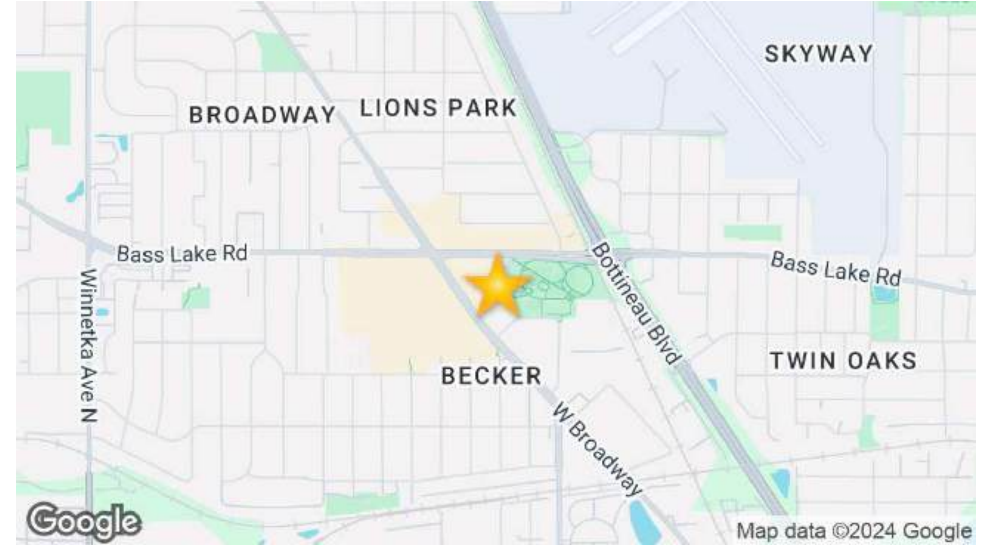 SKYWAY
BROADWAY
LIONS PARK
Bass Lake Rd
Bottineau Blvd
Bass Lake Rd
Winnetka Ave N
BECKER
TWIN OAKS
W Broadway
Google
Map data ©2024 Google